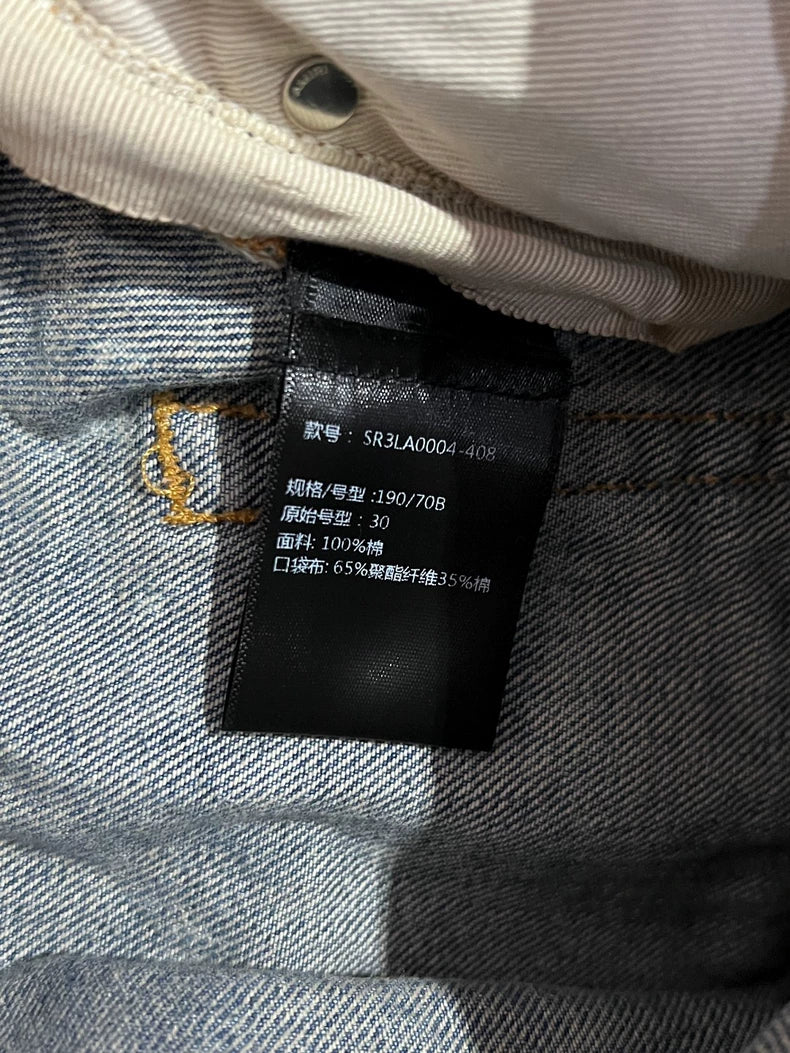 款号： SR3LA0004-408
规格/号型 :190/70B
原始号型：30
面料: 100%棉
口袋布: 65%聚酯纤维35%棉